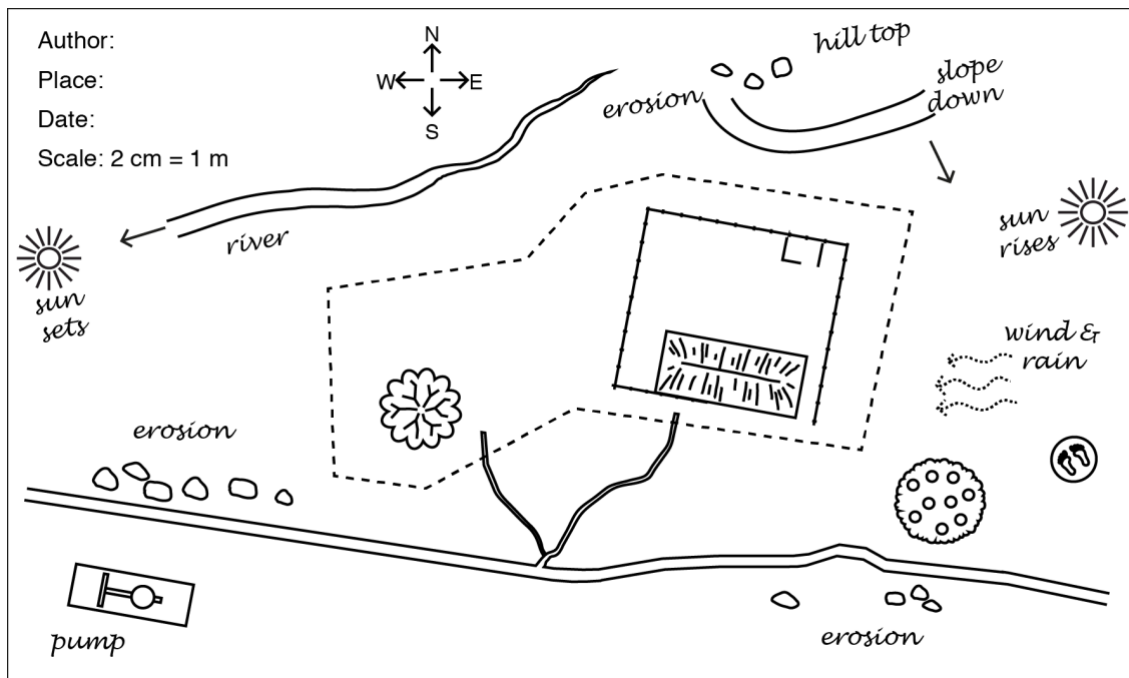 Author:
Place:
Date:
Scale: 2 cm = 1 m
N
W E
S
hill top
slope
down
erosion
river
sun
rises
sun
sets
wind &
rain
erosion
pump
erosion